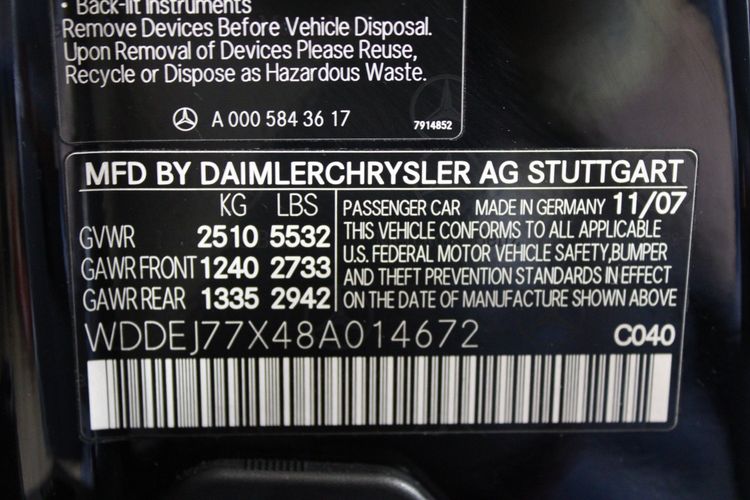 • Back-lit Instruments
Remove Devices Before Vehicle Disposal.
Upon Removal of Devices Please Reuse,
Recycle or Dispose as Hazardous Waste.
A 000 584 36 17
7914852
MFD BY DAIMLERCHRYSLER AG STUTTGART
KG LBS
GVWR 2510 5532
GAWR FRONT 1240 2733
GAWR REAR 1335 2942
PASSENGER CAR MADE IN GERMANY 11/07
THIS VEHICLE CONFORMS TO ALL APPLICABLE
U.S. FEDERAL MOTOR VEHICLE SAFETY,BUMPER
AND THEFT PREVENTION STANDARDS IN EFFECT
ON THE DATE OF MANUFACTURE SHOWN ABOVE
WDDEJ77X48A014672 C040